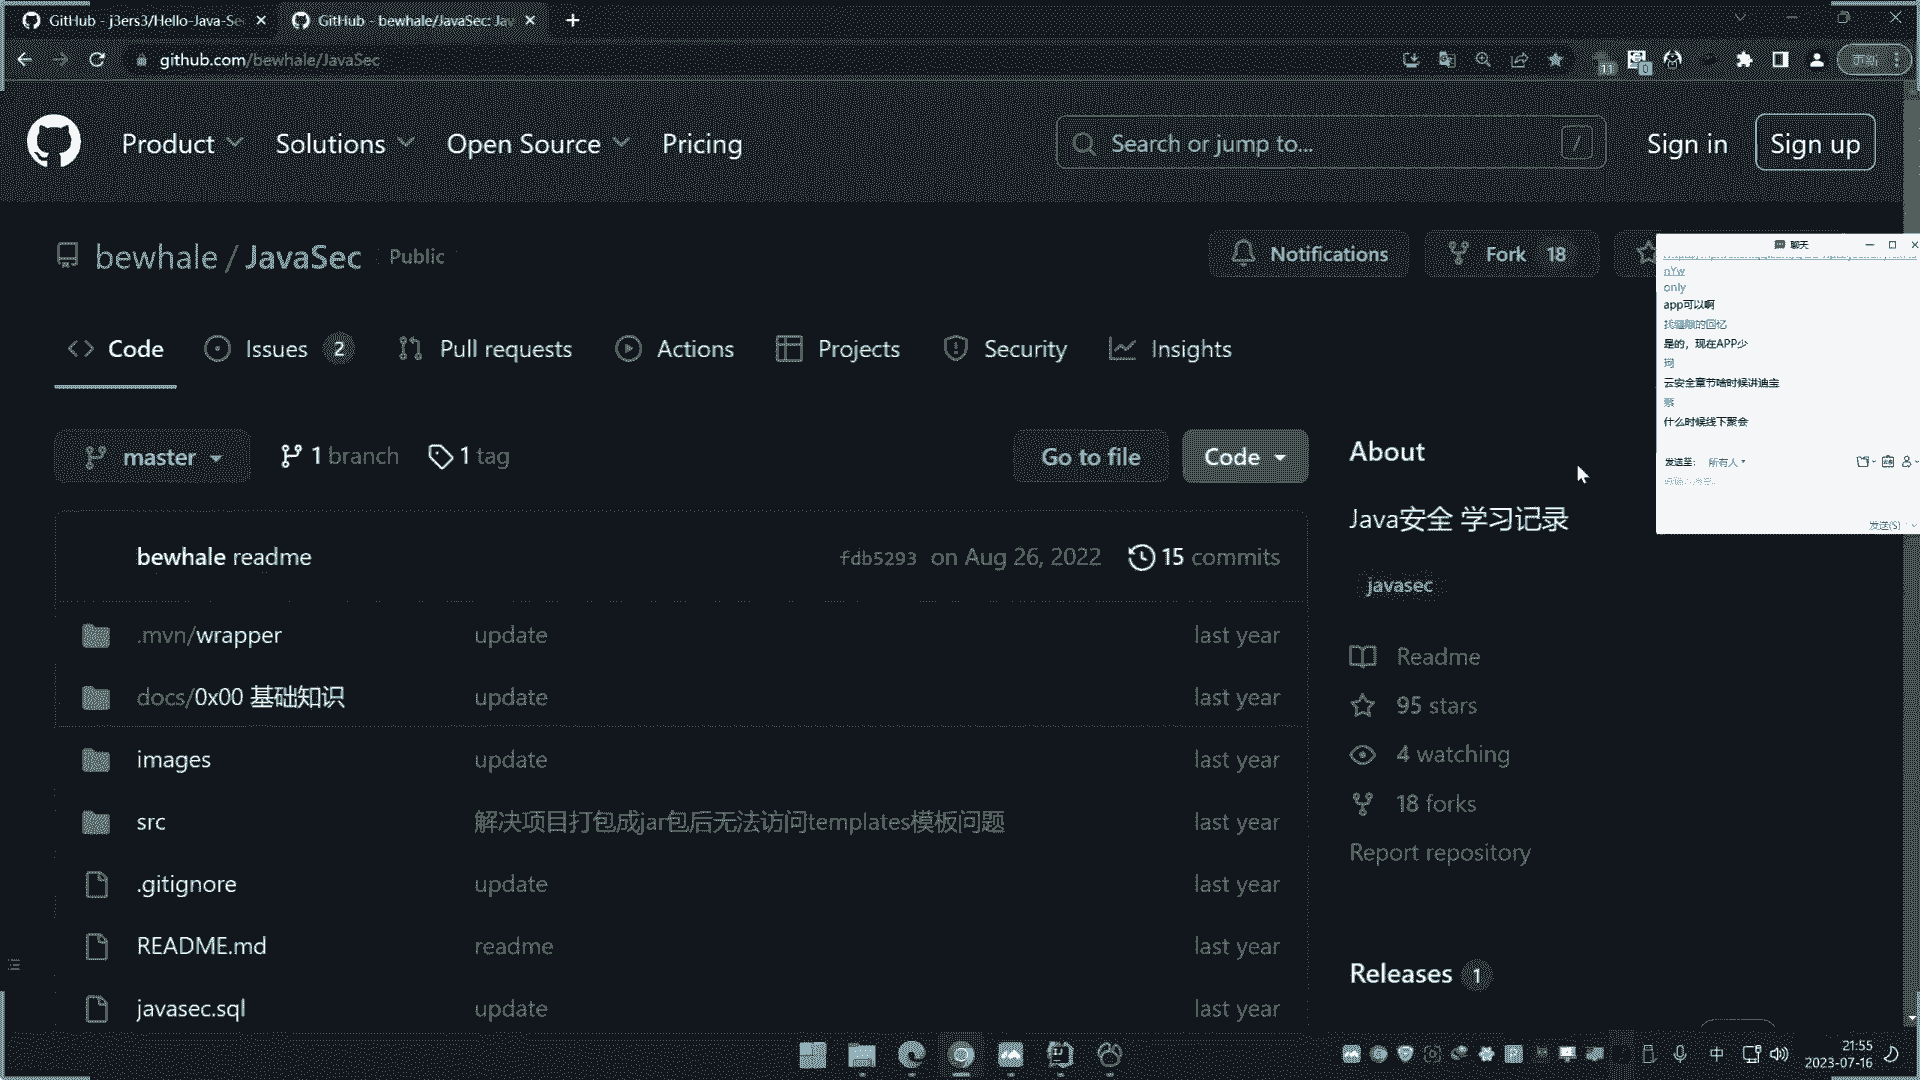 GitHub - j3ers3/Hello-Java-Se
GitHub - bewhale/JavaSec: Jav
github.com/bewhale/JavaSec
11
0
更新
Product
Solutions
Open Source
Pricing
Search or jump to...
/
Sign in
Sign up
bewhale / JavaSec
Public
Notifications
Fork 18
Code
Issues 2
Pull requests
Actions
Projects
Security
Insights
master
1 branch
1 tag
Go to file
Code
bewhale readme
fdb5293 on Aug 26, 2022
15 commits
.mvn/wrapper update last year
docs/0x00 基础知识 update last year
images update last year
src 解决项目打包成jar包后无法访问templates模板问题 last year
.gitignore update last year
README.md readme last year
javasec.sql update last year
About
Java安全 学习记录
javasec
Readme
95 stars
4 watching
18 forks
Report repository
Releases 1
聊天
nYw
only
app可以啊
是的，现在APP少
云安全章节啥时候讲迪宝
什么时候线下聚会
发送至：
所有人
发送(S)
中
21:55
2023-07-16